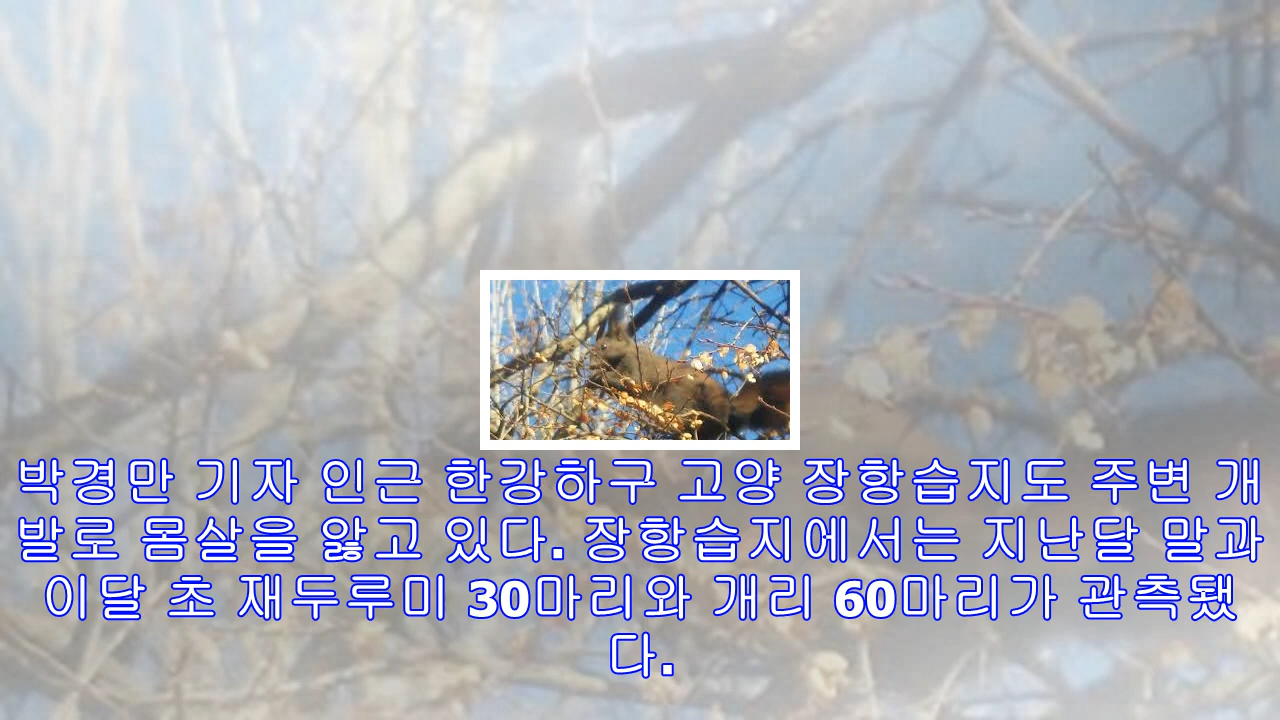 박경만 기자 인근 한강하구 고양 장항습지도 주변 개
발로 몸살을 앓고 있다. 장항습지에서는 지난달 말과
이달 초 재두루미 30마리와 개리 60마리가 관측됐
다.